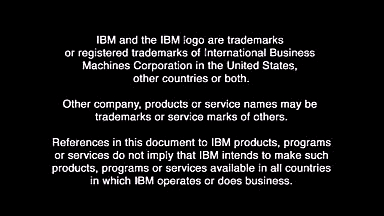 IBM and the IBM logo are trademarks
or registered trademarks of International Business
Machines Corporation in the United States,
other countries or both.
Other company, products or service names may be
trademarks or service marks of others.
References in this document to IBM products, programs
or services do not imply that IBM intends to make such
products, programs or services available in all countries
in which IBM operates or does business.